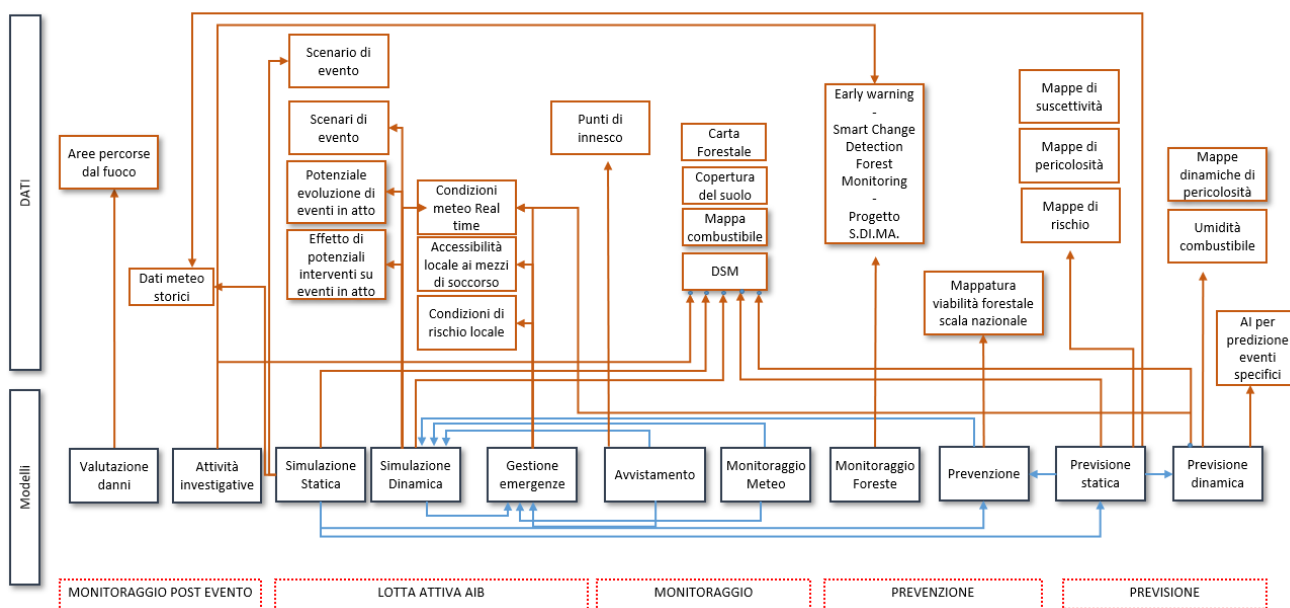 DATI
Scenario di
evento
Scenari di
evento
Potenziale
evoluzione di
eventi in atto
Effetto di
potenziali
interventi su
eventi in atto
Aree percorse
dal fuoco
Dati meteo
storici
Condizioni
meteo Real
time
Accessibilità
locale ai mezzi
di soccorso
Condizioni di
rischio locale
Punti di
innesco
Carta
Forestale
Copertura
del suolo
Mappa
combustibile
DSM
Early warning
-
Smart Change
Detection
Forest
Monitoring
-
Progetto
S.DI.MA.
Mappatura
viabilità forestale
scala nazionale
Mappe di
suscettività
Mappe di
pericolosità
Mappe di
rischio
Mappe
dinamiche di
pericolosità
Umidità
combustibile
AI per
predizione
eventi
specifici
Modelli
Valutazione
danni
Attività
investigative
Simulazione
Statica
Simulazione
Dinamica
Gestione
emergenze
Avvistamento
Monitoraggio
Meteo
Monitoraggio
Foreste
Prevenzione
Previsione
statica
Previsione
dinamica
MONITORAGGIO POST EVENTO
LOTTA ATTIVA AIB
MONITORAGGIO
PREVENZIONE
PREVISIONE